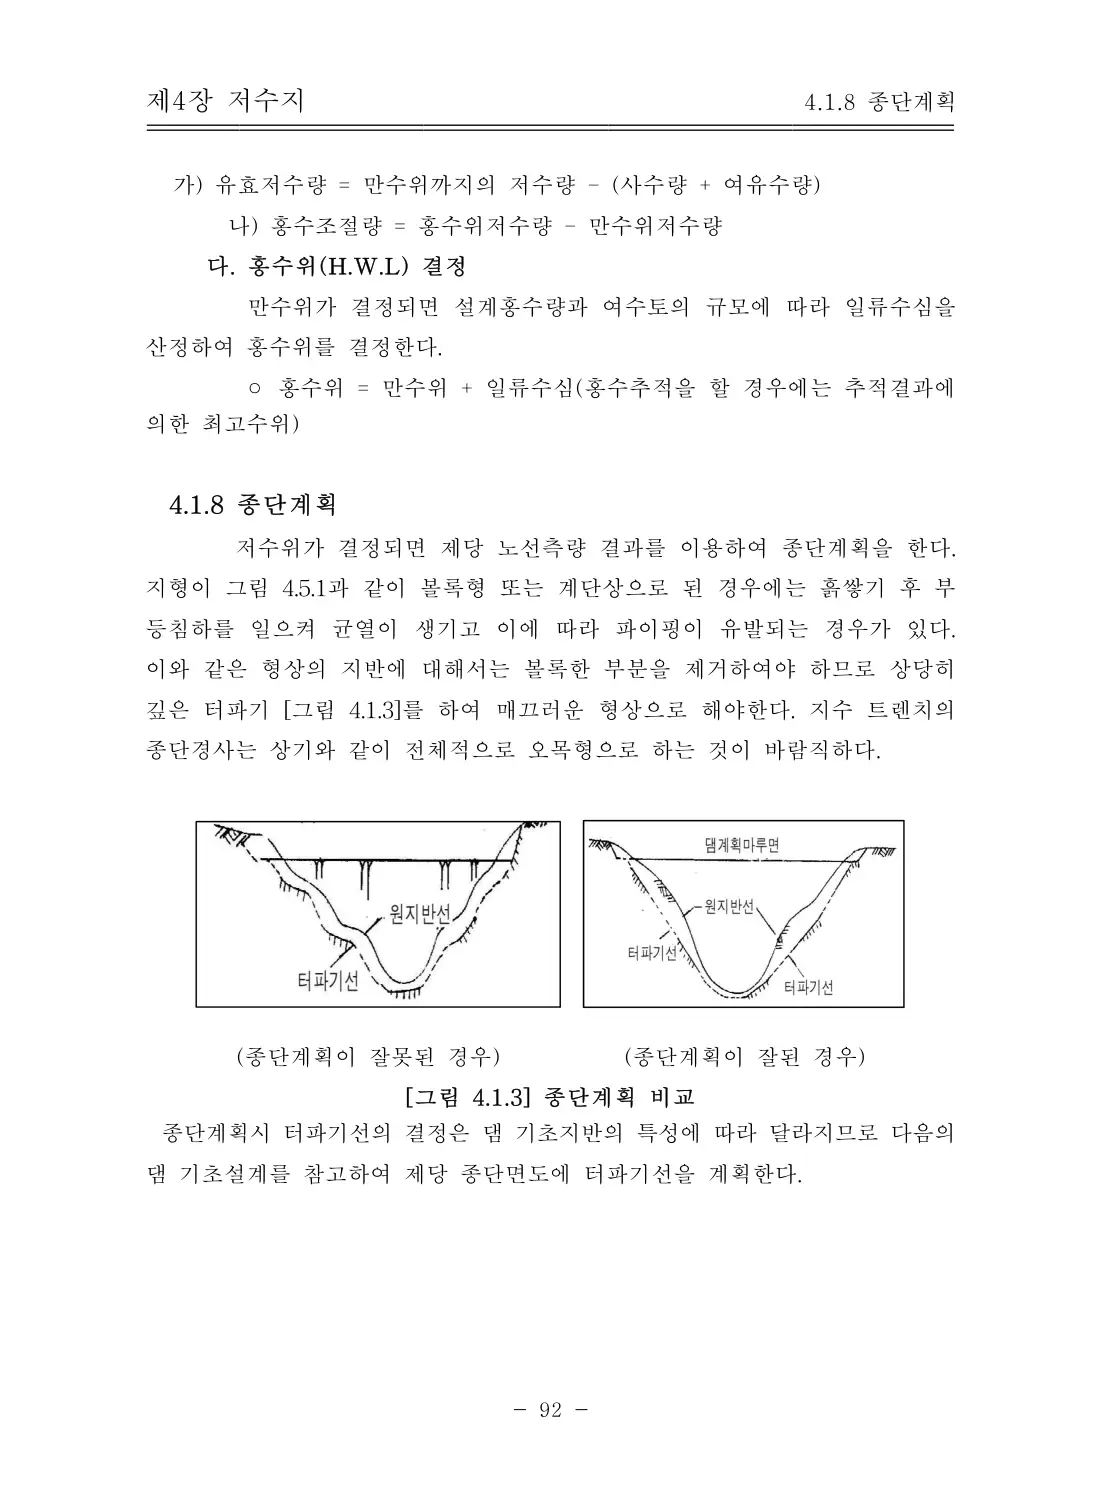 제4장 저수지
4.1.8 종단계획
가) 유효저수량 = 만수위까지의 저수량 - (사수량 + 여유수량)
나) 홍수조절량 = 홍수위저수량 - 만수위저수량
다. 홍수위(H.W.L) 결정
만수위가 결정되면 설계홍수량과 여수토의 규모에 따라 일류수심을
산정하여 홍수위를 결정한다.
○ 홍수위 = 만수위 + 일류수심(홍수추적을 할 경우에는 추적결과에
의한 최고수위)
4.1.8 종단계획
저수위가 결정되면 제당 노선측량 결과를 이용하여 종단계획을 한다.
지형이 그림 4.5.1과 같이 볼록형 또는 계단상으로 된 경우에는 흙쌓기 후 부
등침하를 일으켜 균열이 생기고 이에 따라 파이핑이 유발되는 경우가 있다.
이와 같은 형상의 지반에 대해서는 볼록한 부분을 제거하여야 하므로 상당히
깊은 터파기 [그림 4.1.3]를 하여 매끄러운 형상으로 해야한다. 지수 트렌치의
종단경사는 상기와 같이 전체적으로 오목형으로 하는 것이 바람직하다.
원지반선
터파기선
댐계획마루면
원지반선
터파기선
터파기선
(종단계획이 잘못된 경우)
(종단계획이 잘된 경우)
[그림 4.1.3] 종단계획 비교
종단계획시 터파기선의 결정은 댐 기초지반의 특성에 따라 달라지므로 다음의
댐 기초설계를 참고하여 제당 종단면도에 터파기선을 계획한다.
- 92 -